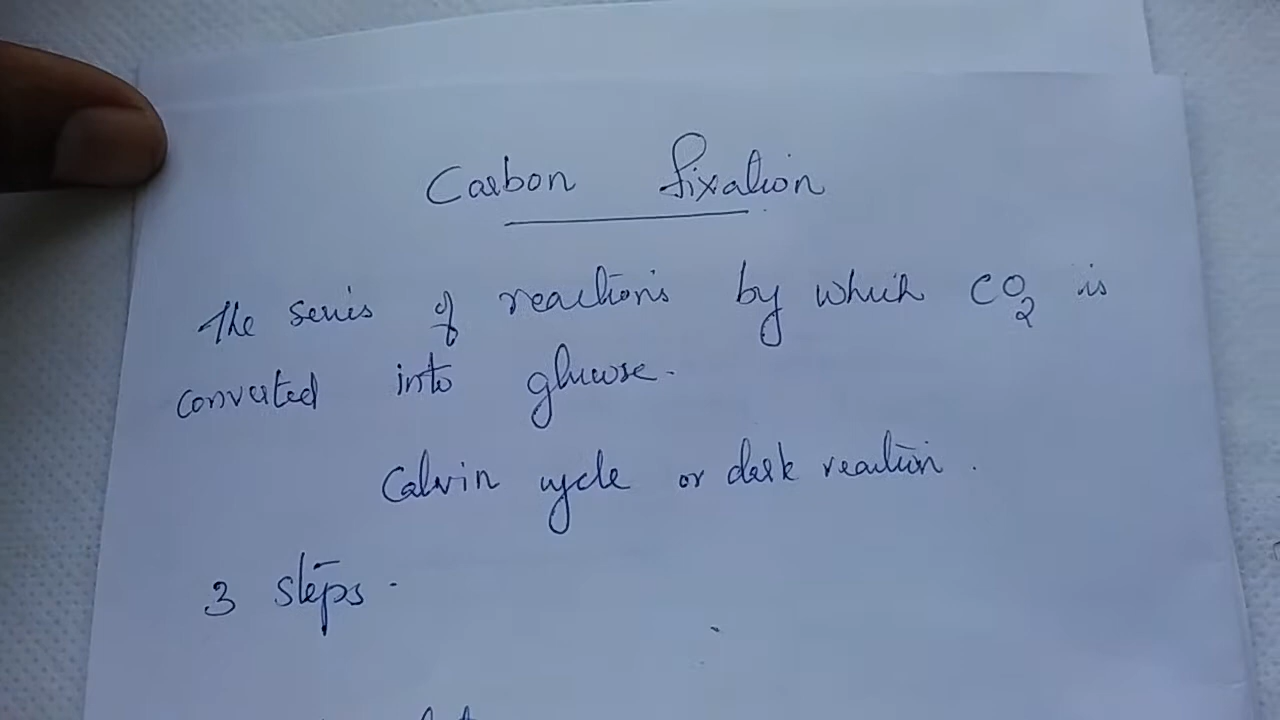 Carbon fixation
The series of reactions by which CO₂ is
converted into glucose.
Calvin cycle or dark reaction.
3 steps.